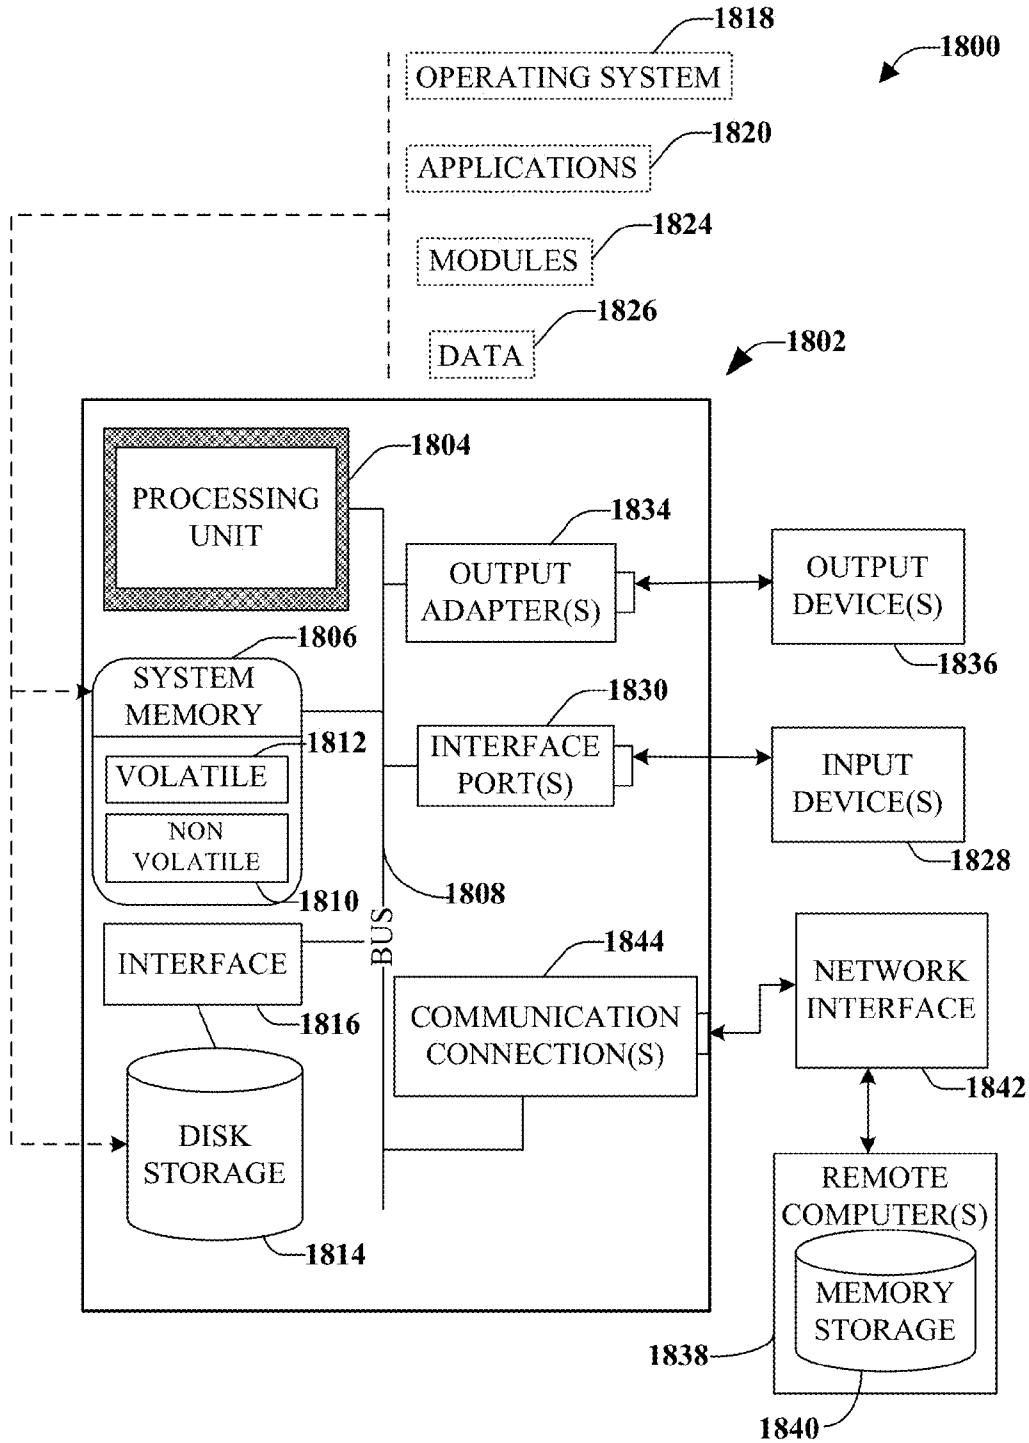 1818
1800
OPERATING SYSTEM
1820
APPLICATIONS
1824
MODULES
1826
DATA
1802
1804
PROCESSING
UNIT
1834
OUTPUT
ADAPTER(S)
OUTPUT
DEVICE(S)
1836
1806
SYSTEM
MEMORY
1812
VOLATILE
NON
VOLATILE
1810
1830
INTERFACE
PORT(S)
INPUT
DEVICE(S)
1828
1808
BUS
INTERFACE
1816
1844
COMMUNICATION
CONNECTION(S)
NETWORK
INTERFACE
1842
DISK
STORAGE
1814
REMOTE
COMPUTER(S)
MEMORY
STORAGE
1838
1840